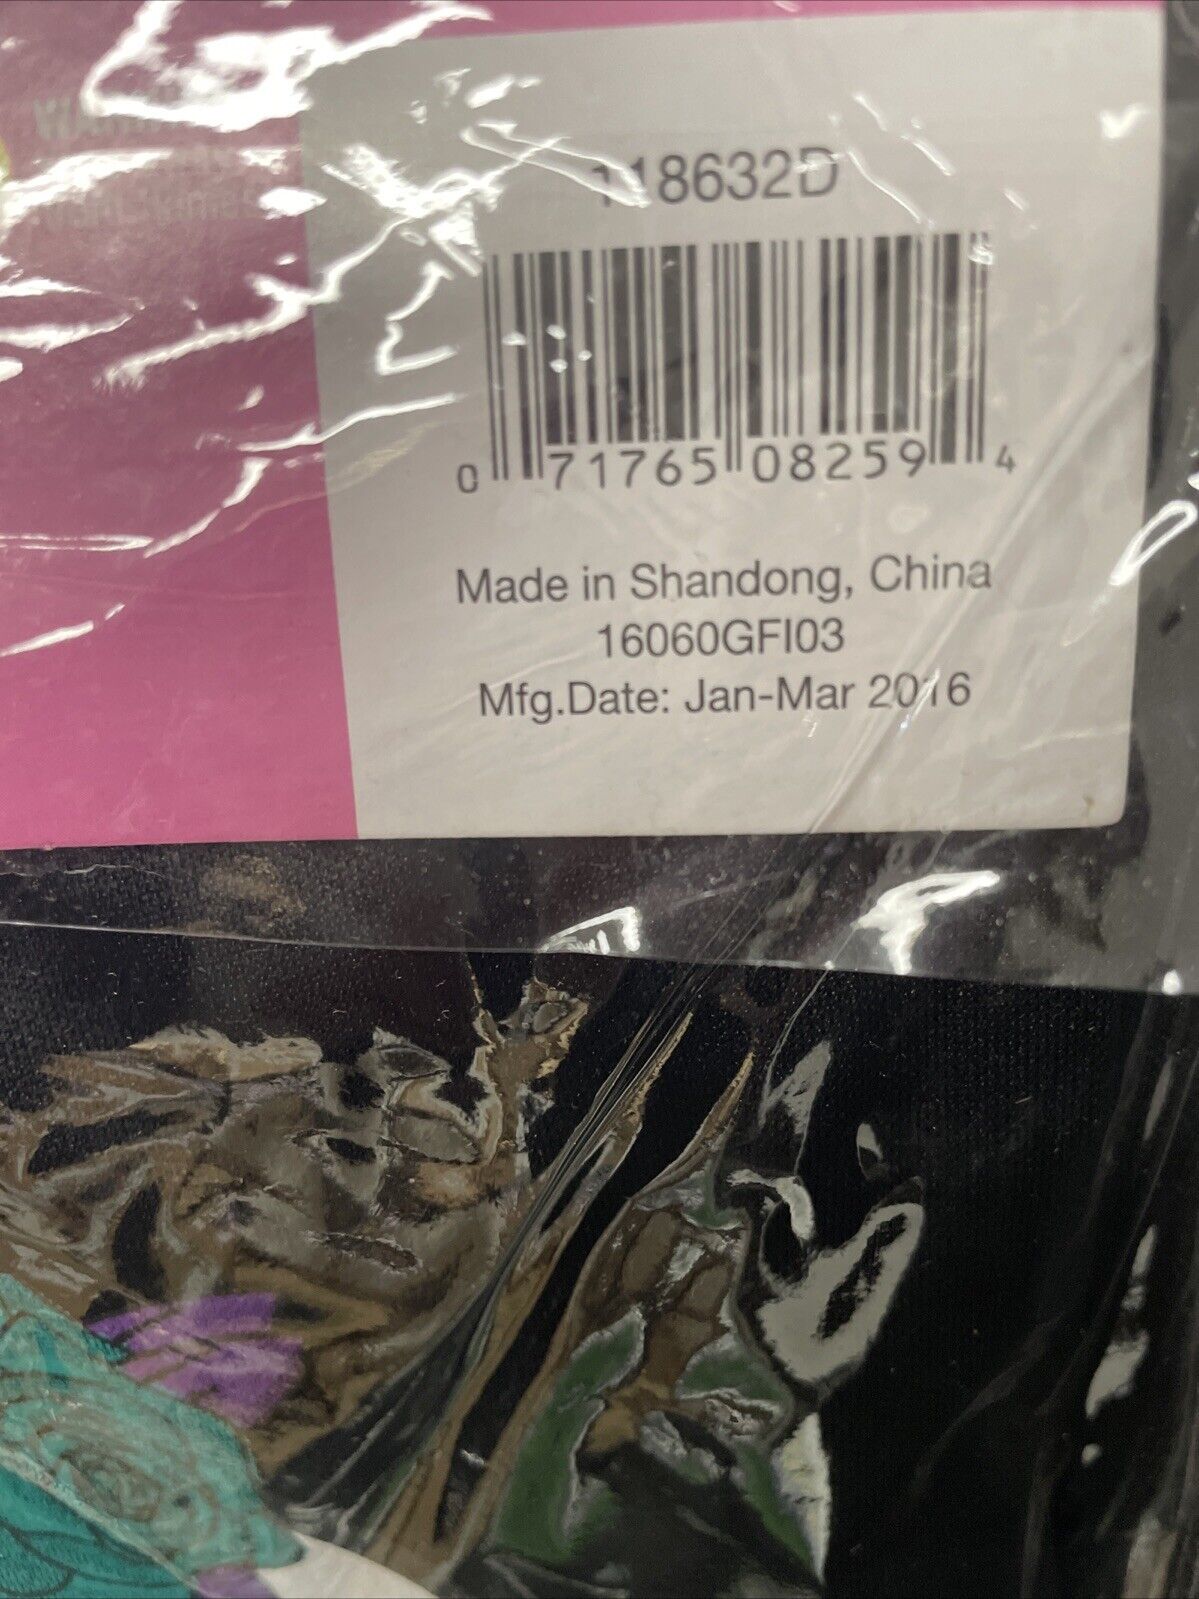 118632D
0 71765 08259 4
Made in Shandong, China
16060GFI03
Mfg.Date: Jan-Mar 2016